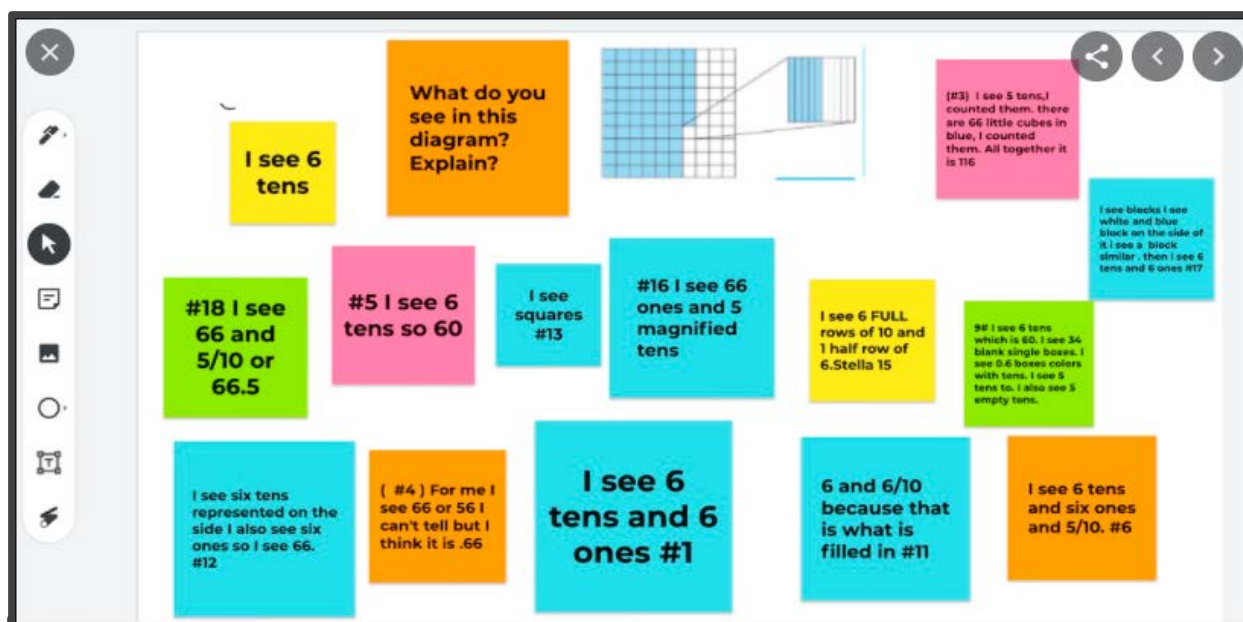 What do you
see in this
diagram?
Explain?
I see 6
tens
(#3) I see 5 tens,I
counted them. there
are 66 little cubes in
blue, I counted
them. All together it
is 116
I see blocks I see
white and blue
block on the side of
it i see a block
similar . then i see 6
tens and 6 ones #17
#18 I see
66 and
5/10 or
66.5
#5 I see 6
tens so 60
I see
squares
#13
#16 I see 66
ones and 5
magnified
tens
I see 6 FULL
rows of 10 and
1 half row of
6.Stella 15
9# I see 6 tens
which is 60. I see 34
blank single boxes. I
see 0.6 boxes colors
with tens. I see 5
tens to. I also see 5
empty tens.
I see six tens
represented on the
side I also see six
ones so I see 66.
#12
( #4 ) For me I
see 66 or 56 I
can't tell but I
think it is .66
I see 6
tens and 6
ones #1
6 and 6/10
because that
is what is
filled in #11
I see 6 tens
and six ones
and 5/10. #6
T